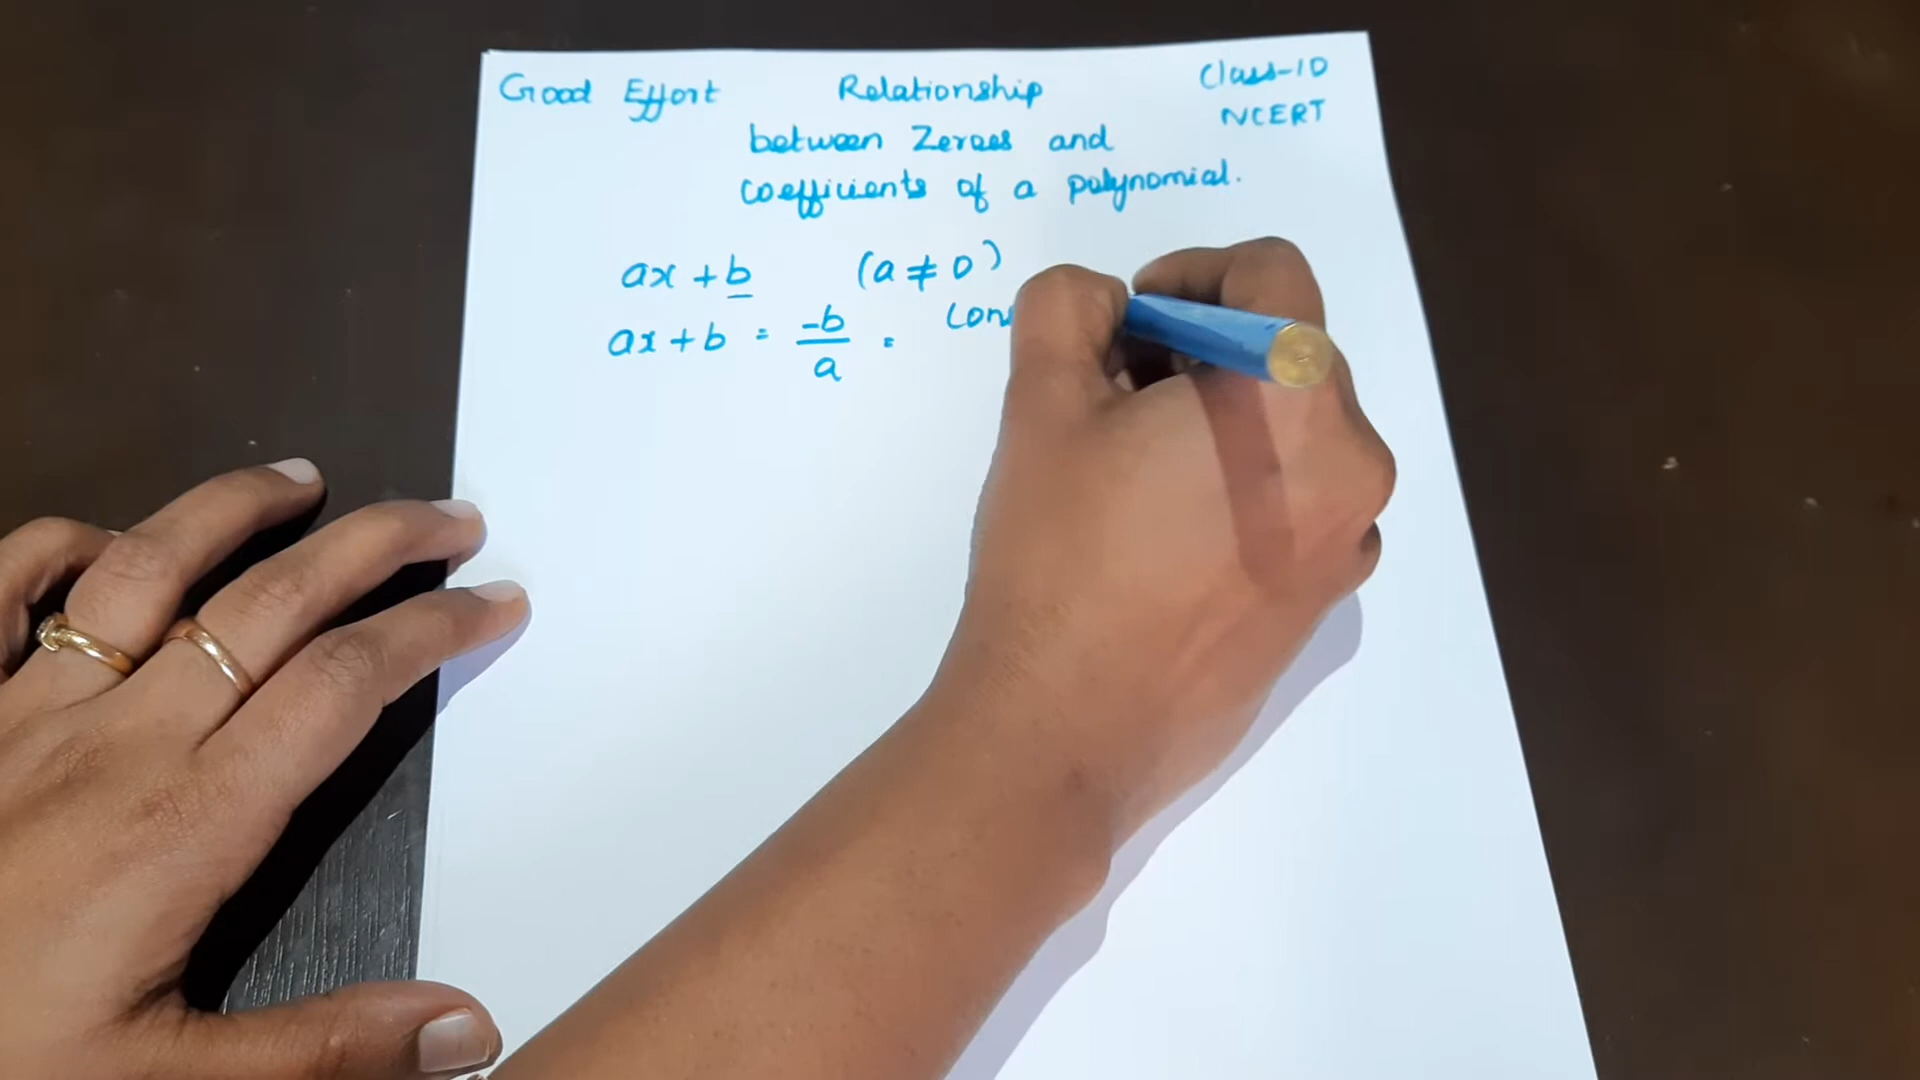 Good Effort Relationship Class-10
between Zeroes and NCERT
coefficients of a polynomial.
ax + b (a ≠ 0)
ax + b = -b/a =